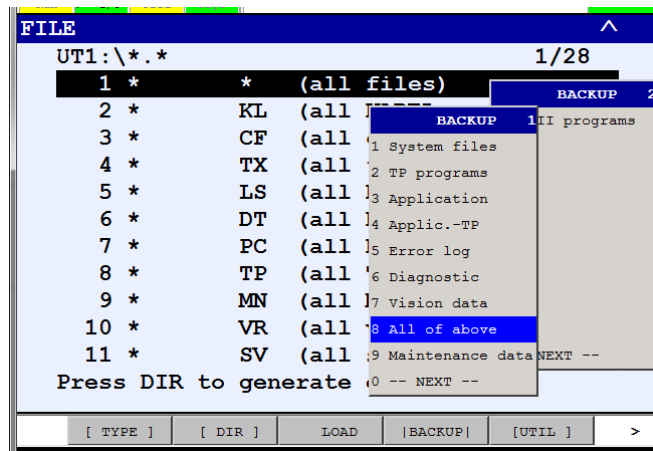 FILE ^
UT1:\*.* 1/28
1 * * (all files)
2 * KL (all
3 * CF (all
4 * TX (all
5 * LS (all
6 * DT (all
7 * PC (all
8 * TP (all
9 * MN (all
10 * VR (all
11 * SV (all
Press DIR to generate
BACKUP 2
II programs
NEXT --
BACKUP 1
1 System files
2 TP programs
3 Application
4 Applic.-TP
5 Error log
6 Diagnostic
7 Vision data
8 All of above
9 Maintenance data
0 -- NEXT --
[ TYPE ] [ DIR ] LOAD |BACKUP| [UTIL ] >